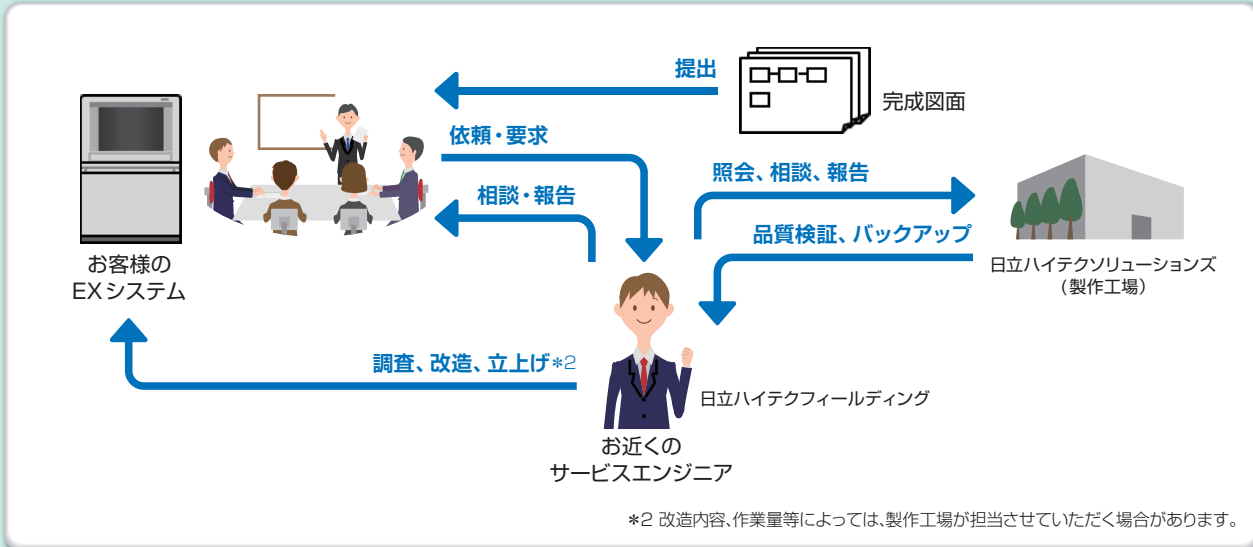 提出
完成図面
依頼・要求
照会、相談、報告
相談・報告
品質検証、バックアップ
お客様の
EXシステム
日立ハイテクソリューションズ
(製作工場)
調査、改造、立上げ*2
日立ハイテクフィールディング
お近くの
サービスエンジニア
*2 改造内容、作業量等によっては、製作工場が担当させていただく場合があります。